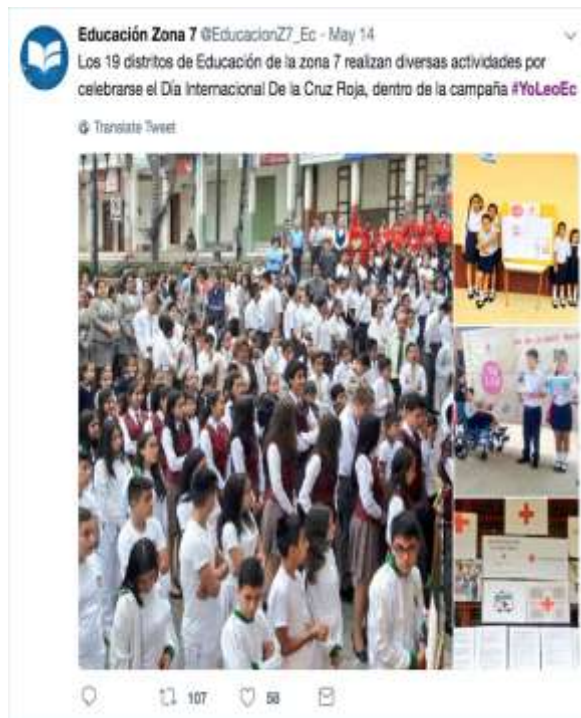 Educación Zona 7 @EducacionZ7_Ec - May 14
Los 19 distritos de Educación de la zona 7 realizan diversas actividades por
celebrarse el Día Internacional De la Cruz Roja, dentro de la campaña #YoLeoEc
Translate Tweet
107 58